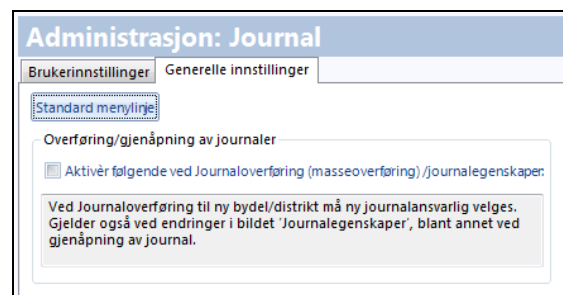 Administrasjon: Journal
Brukerinnstillinger Generelle innstillinger
Standard menylinje
Overføring/gjenåpning av journaler
Aktivèr følgende ved Journaloverføring (masseoverføring) /journalegenskaper:
Ved Journaloverføring til ny bydel/distrikt må ny journalansvarlig velges.
Gjelder også ved endringer i bildet 'Journalegenskaper', blant annet ved
gjenåpning av journal.